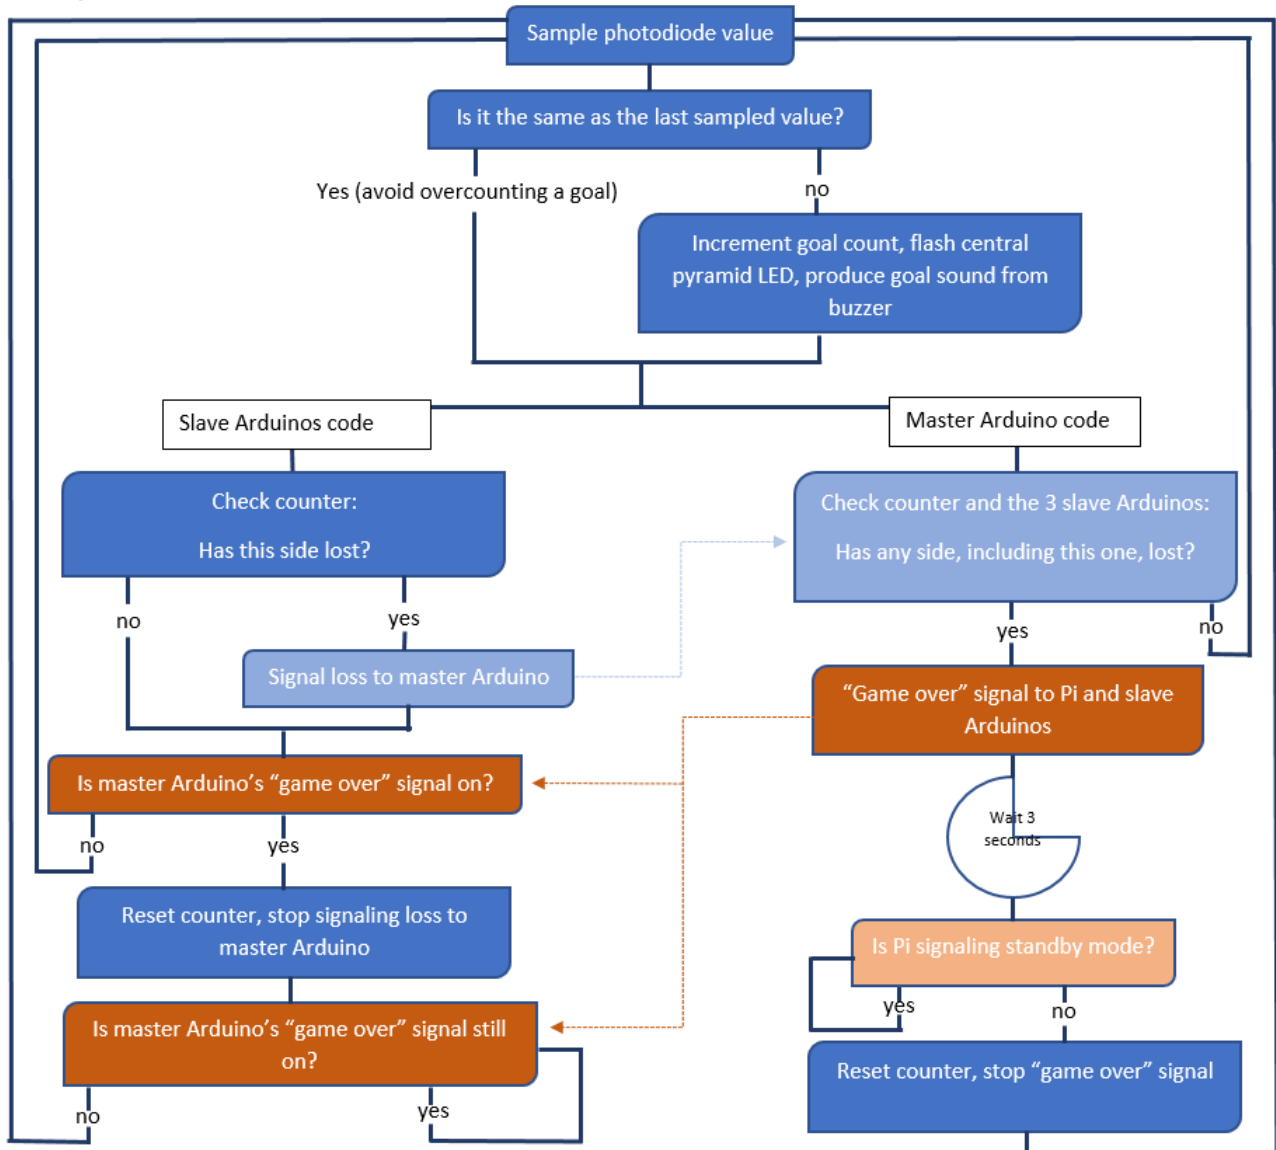 Sample photodiode value
Is it the same as the last sampled value?
Yes (avoid overcounting a goal)
no
Increment goal count, flash central
pyramid LED, produce goal sound from
buzzer
Slave Arduinos code
Master Arduino code
Check counter:
Has this side lost?
Check counter and the 3 slave Arduinos:
Has any side, including this one, lost?
no
yes
yes
no
Signal loss to master Arduino
“Game over” signal to Pi and slave
Arduinos
Is master Arduino’s “game over” signal on?
Wait 3
seconds
no
yes
Reset counter, stop signaling loss to
master Arduino
Is Pi signaling standby mode?
yes
no
Is master Arduino’s “game over” signal still
on?
Reset counter, stop “game over” signal
no
yes